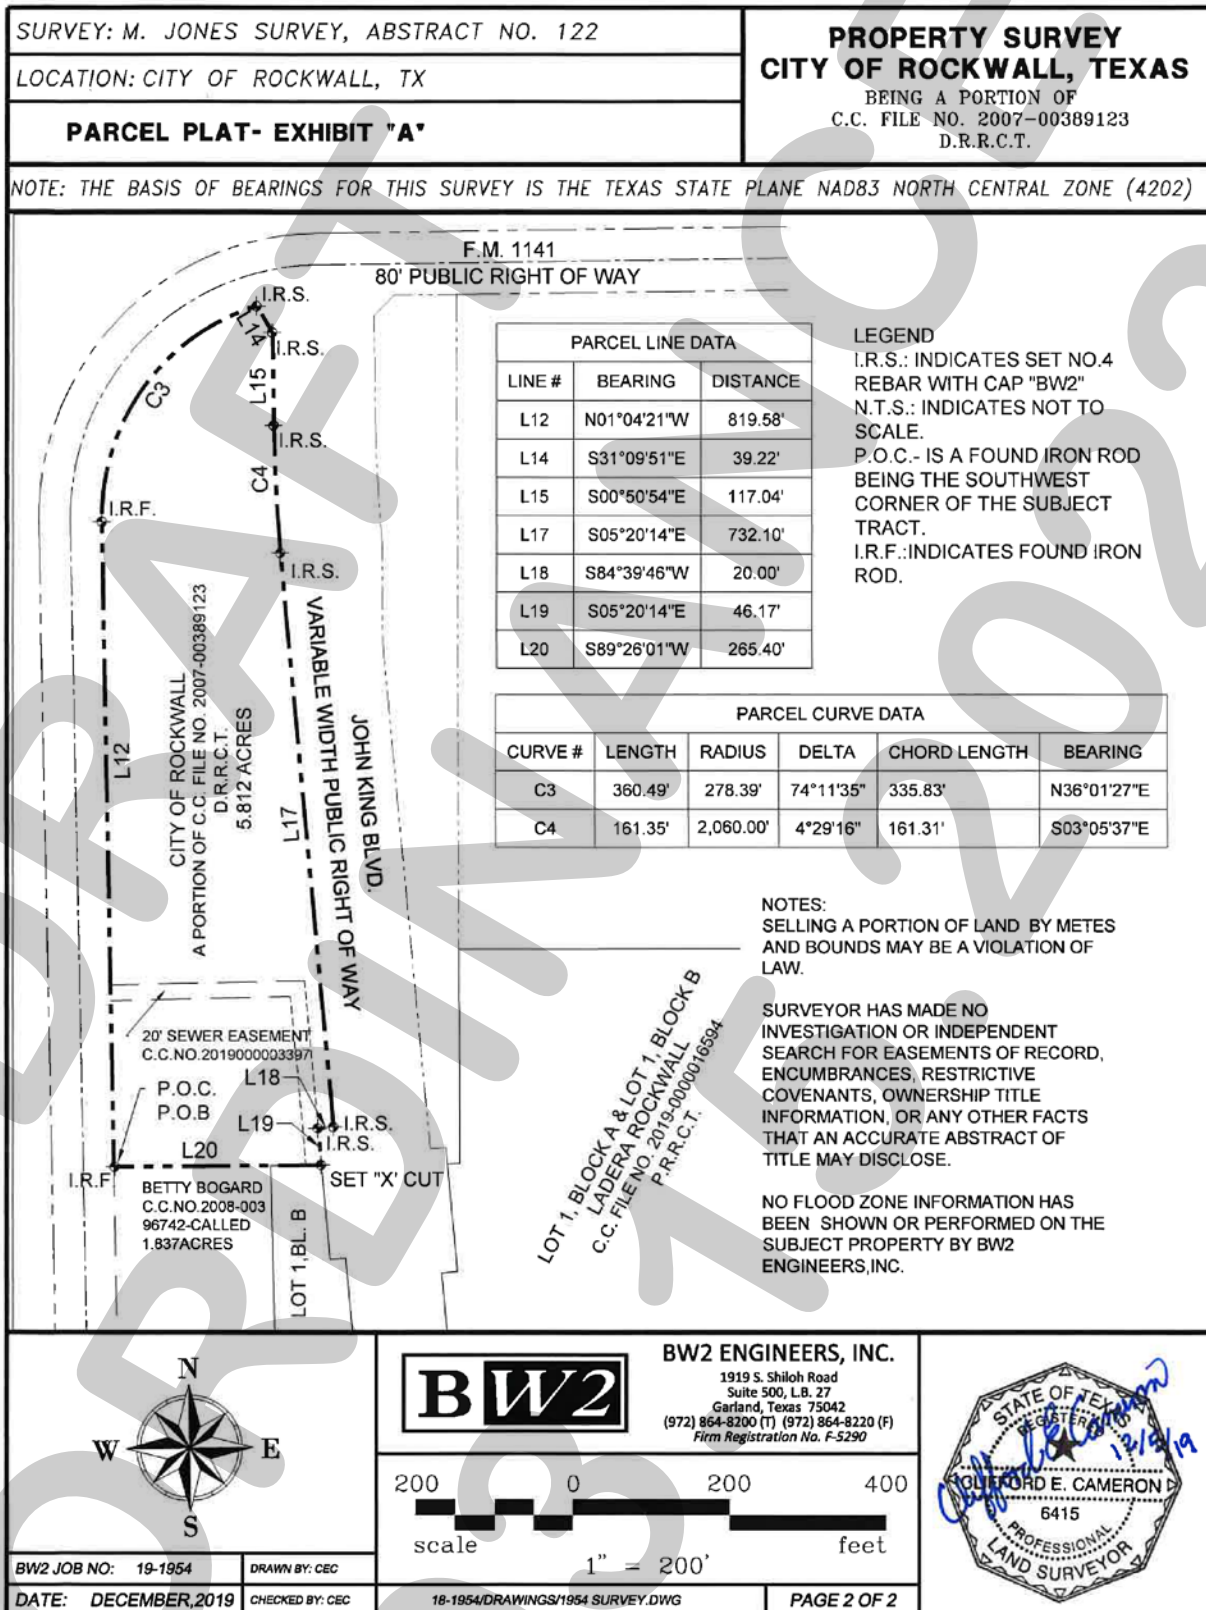 SURVEY: M. JONES SURVEY, ABSTRACT NO. 122
LOCATION: CITY OF ROCKWALL, TX
PARCEL PLAT- EXHIBIT "A"
PROPERTY SURVEY
CITY OF ROCKWALL, TEXAS
BEING A PORTION OF
C.C. FILE NO. 2007-00389123
D.R.R.C.T.
NOTE: THE BASIS OF BEARINGS FOR THIS SURVEY IS THE TEXAS STATE PLANE NAD83 NORTH CENTRAL ZONE (4202)
F.M. 1141
80' PUBLIC RIGHT OF WAY
I.R.S.
L14
I.R.S.
L15
C3
I.R.S.
C4
I.R.F.
I.R.S.
L12
CITY OF ROCKWALL
A PORTION OF C.C. FILE NO. 2007-00389123
D.R.R.C.T.
5.812 ACRES
L17
VARIABLE WIDTH PUBLIC RIGHT OF WAY
JOHN KING BLVD.
20' SEWER EASEMENT
C.C.NO.2019000003397
L18
P.O.C.
P.O.B
L19
I.R.S.
I.R.S.
L20
I.R.F.
SET "X' CUT
BETTY BOGARD
C.C.NO.2008-003
96742-CALLED
1.837ACRES
LOT 1,BL. B
LOT 1, BLOCK A & LOT 1, BLOCK B
LADERA ROCKWALL
C.C. FILE NO. 2019-0000016594
P.R.R.C.T.
PARCEL LINE DATA
LINE # BEARING DISTANCE
L12 N01°04'21"W 819.58'
L14 S31°09'51"E 39.22'
L15 S00°50'54"E 117.04'
L17 S05°20'14"E 732.10'
L18 S84°39'46"W 20.00'
L19 S05°20'14"E 46.17'
L20 S89°26'01"W 265.40'
LEGEND
I.R.S.: INDICATES SET NO.4
REBAR WITH CAP "BW2"
N.T.S.: INDICATES NOT TO
SCALE.
P.O.C.- IS A FOUND IRON ROD
BEING THE SOUTHWEST
CORNER OF THE SUBJECT
TRACT.
I.R.F.:INDICATES FOUND IRON
ROD.
PARCEL CURVE DATA
CURVE # LENGTH RADIUS DELTA CHORD LENGTH BEARING
C3 360.49' 278.39' 74°11'35" 335.83' N36°01'27"E
C4 161.35' 2,060.00' 4°29'16" 161.31' S03°05'37"E
NOTES:
SELLING A PORTION OF LAND BY METES
AND BOUNDS MAY BE A VIOLATION OF
LAW.
SURVEYOR HAS MADE NO
INVESTIGATION OR INDEPENDENT
SEARCH FOR EASEMENTS OF RECORD,
ENCUMBRANCES, RESTRICTIVE
COVENANTS, OWNERSHIP TITLE
INFORMATION, OR ANY OTHER FACTS
THAT AN ACCURATE ABSTRACT OF
TITLE MAY DISCLOSE.
NO FLOOD ZONE INFORMATION HAS
BEEN SHOWN OR PERFORMED ON THE
SUBJECT PROPERTY BY BW2
ENGINEERS,INC.
N
W E
S
BW2 JOB NO: 19-1954
DRAWN BY: CEC
DATE: DECEMBER,2019
CHECKED BY: CEC
BW2
BW2 ENGINEERS, INC.
1919 S. Shiloh Road
Suite 500, L.B. 27
Garland, Texas 75042
(972) 864-8200 (T) (972) 864-8220 (F)
Firm Registration No. F-5290
200 0 200 400
scale feet
1" = 200'
18-1954/DRAWINGS/1954 SURVEY.DWG
PAGE 2 OF 2
STATE OF TEXAS
REGISTERED
CLIFFORD E. CAMERON
6415
PROFESSIONAL
LAND SURVEYOR
Clifford E Cameron
12/5/19
DRAFT
ORDINANCE